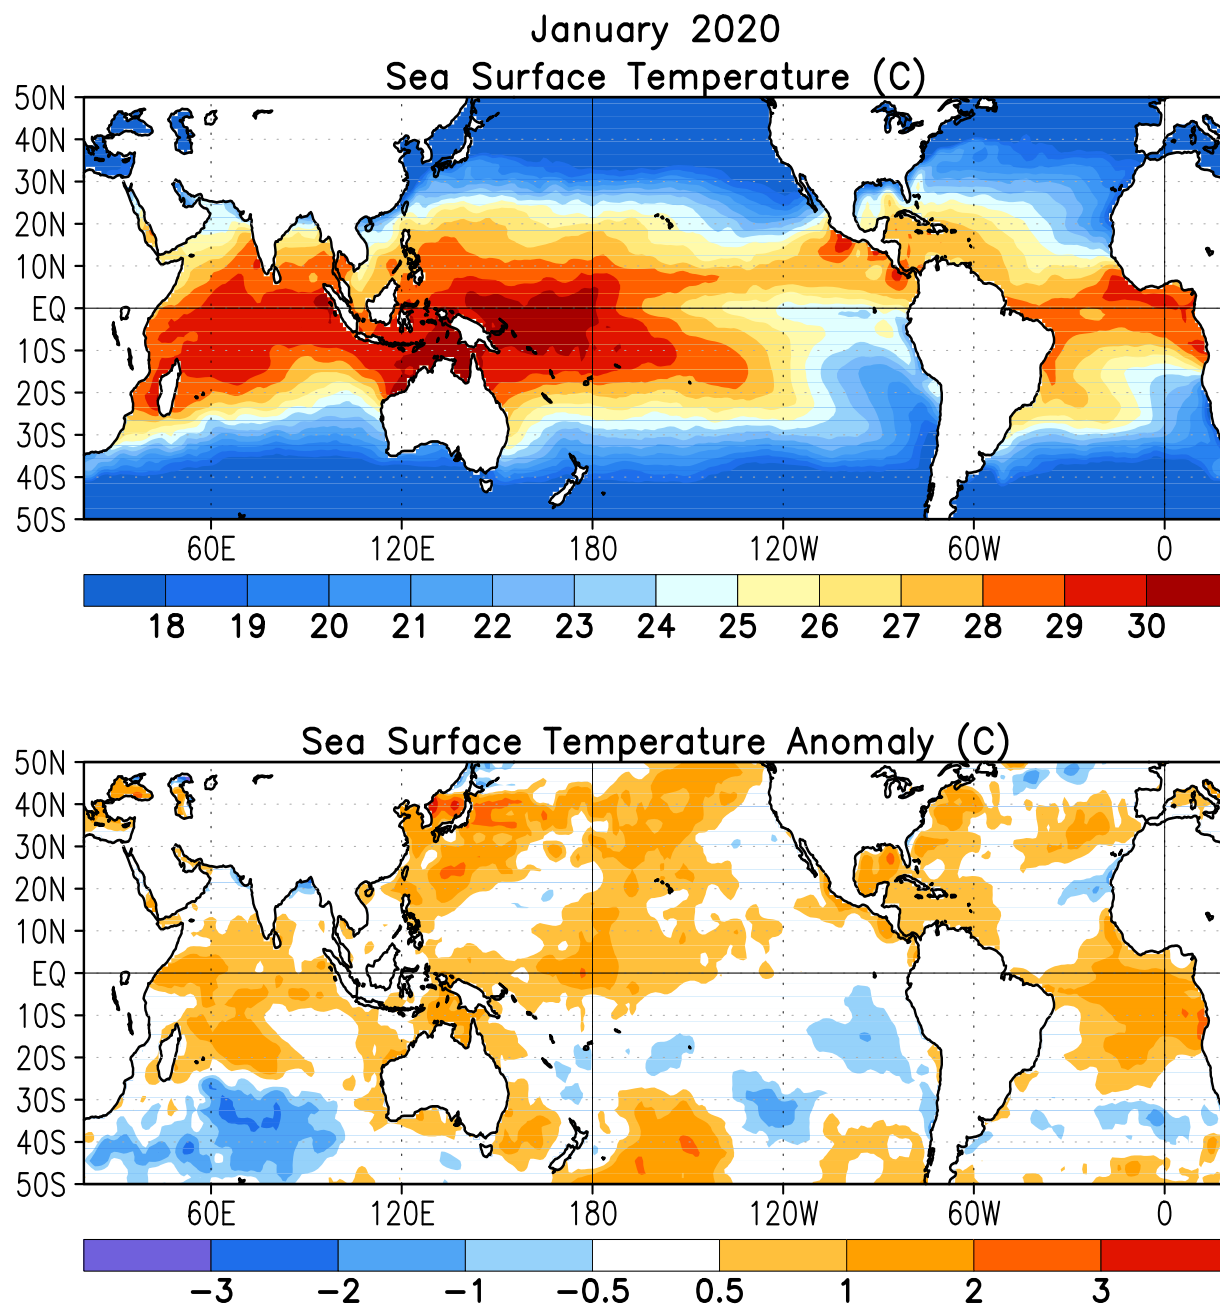 January 2020
Sea Surface Temperature (C)
50N
40N
30N
20N
10N
EQ
10S
20S
30S
40S
50S
60E 120E 180 120W 60W 0
18 19 20 21 22 23 24 25 26 27 28 29 30
Sea Surface Temperature Anomaly (C)
50N
40N
30N
20N
10N
EQ
10S
20S
30S
40S
50S
60E 120E 180 120W 60W 0
-3 -2 -1 -0.5 0.5 1 2 3